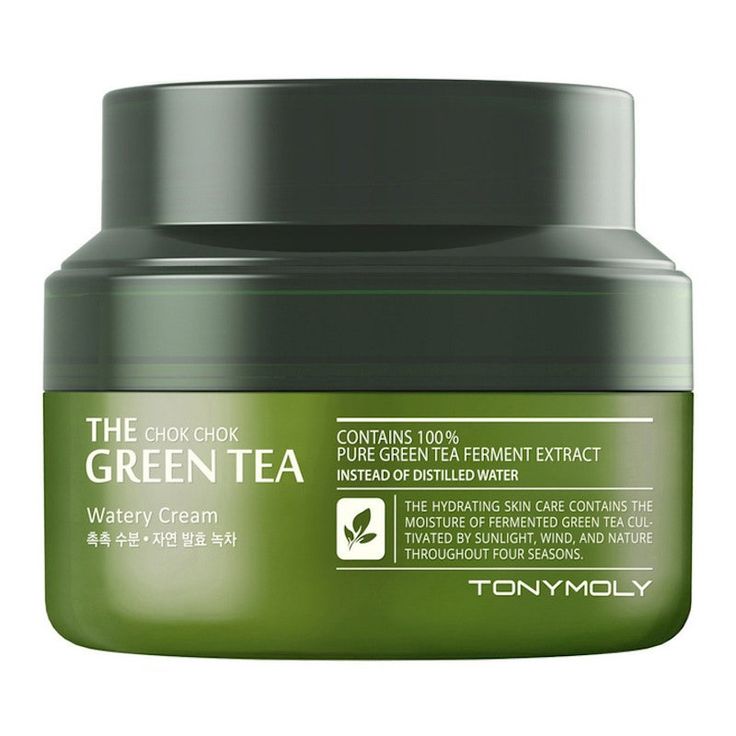 THE CHOK CHOK
GREEN TEA
Watery Cream
촉촉 수분 • 자연 발효 녹차
CONTAINS 100%
PURE GREEN TEA FERMENT EXTRACT
INSTEAD OF DISTILLED WATER
THE HYDRATING SKIN CARE CONTAINS THE
MOISTURE OF FERMENTED GREEN TEA CUL-
TIVATED BY SUNLIGHT, WIND, AND NATURE
THROUGHOUT FOUR SEASONS.
TONYMOLY